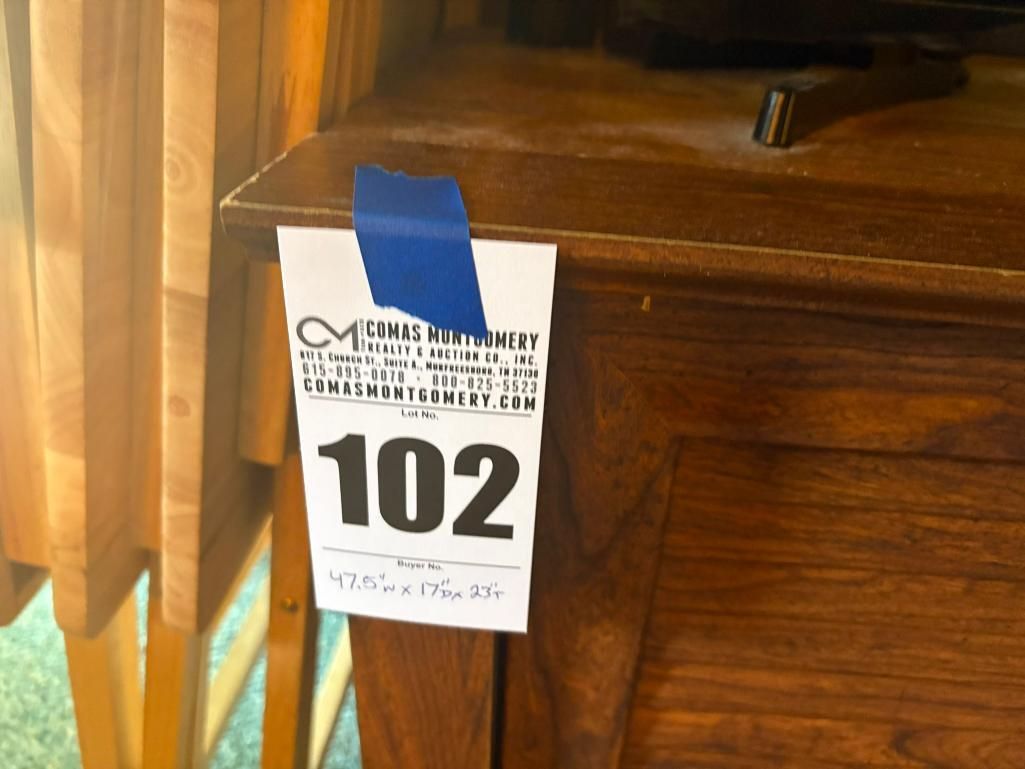 CM
COMAS MONTGOMERY
REALTY & AUCTION CO., INC.
617 S. CHURCH ST., SUITE A., MURFREESBORO, TN 37130
615-895-0078 • 800-825-5523
COMASMONTGOMERY.COM
Lot No.
102
Buyer No.
47.5"W x 17"D x 23"T